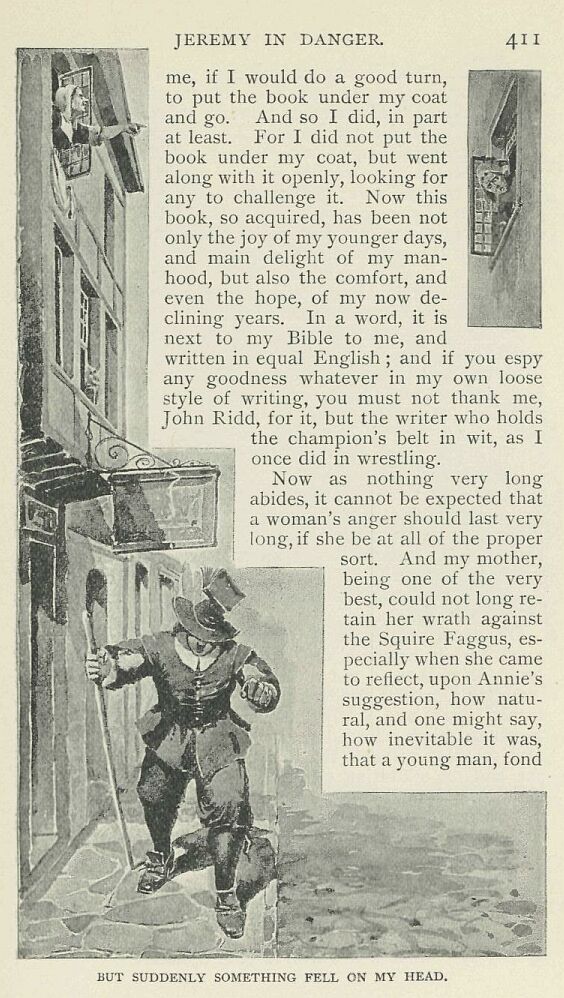 JEREMY IN DANGER.
411
me, if I would do a good turn,
to put the book under my coat
and go. And so I did, in part
at least. For I did not put the
book under my coat, but went
along with it openly, looking for
any to challenge it. Now this
book, so acquired, has been not
only the joy of my younger days,
and main delight of my man-
hood, but also the comfort, and
even the hope, of my now de-
clining years. In a word, it is
next to my Bible to me, and
written in equal English; and if you espy
any goodness whatever in my own loose
style of writing, you must not thank me,
John Ridd, for it, but the writer who holds
the champion's belt in wit, as I
once did in wrestling.
Now as nothing very long
abides, it cannot be expected that
a woman's anger should last very
long, if she be at all of the proper
sort. And my mother,
being one of the very
best, could not long re-
tain her wrath against
the Squire Faggus, es-
pecially when she came
to reflect, upon Annie's
suggestion, how natu-
ral, and one might say,
how inevitable it was,
that a young man, fond
BUT SUDDENLY SOMETHING FELL ON MY HEAD.